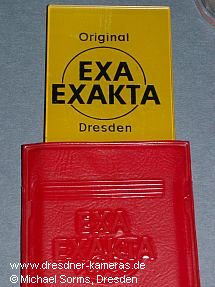 Original
EXA
EXAKTA
Dresden
EXA
EXAKTA
www.dresdner-kameras.de
© Michael Sorms, Dresden